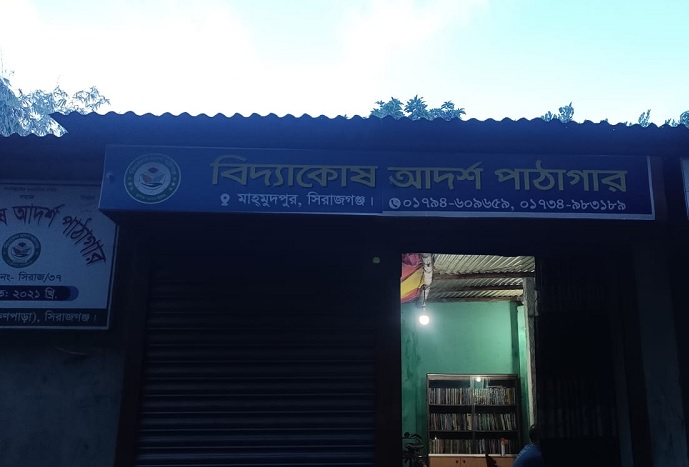 বিদ্যাকোষ আদর্শ পাঠাগার
মাহমুদপুর, সিরাজগঞ্জ।
০১৭৯৪-৬০৯৬৫৯, ০১৭৩৪-৯৮৩১৮৯
আদর্শ পাঠাগার
নং- সিরাজ/৩৭
২০২১ খ্রি.
সিরাজগঞ্জ।